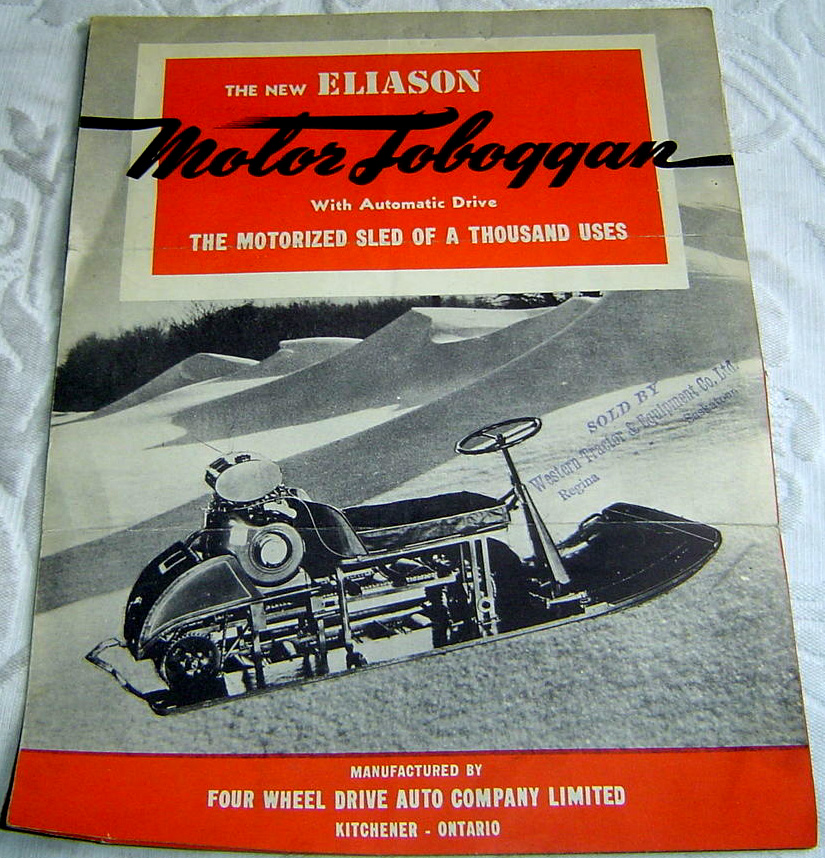 THE NEW ELIASON
Motor Toboggan
With Automatic Drive
THE MOTORIZED SLED OF A THOUSAND USES
SOLD BY
Western Tractor & Equipment Co. Ltd.
Regina Saskatoon
MANUFACTURED BY
FOUR WHEEL DRIVE AUTO COMPANY LIMITED
KITCHENER - ONTARIO